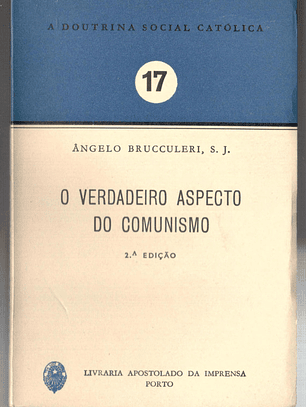 A DOUTRINA SOCIAL CATÓLICA
17
ÂNGELO BRUCCULERI, S. J.
O VERDADEIRO ASPECTO
DO COMUNISMO
2.ª EDIÇÃO
LIVRARIA APOSTOLADO DA IMPRENSA
PORTO